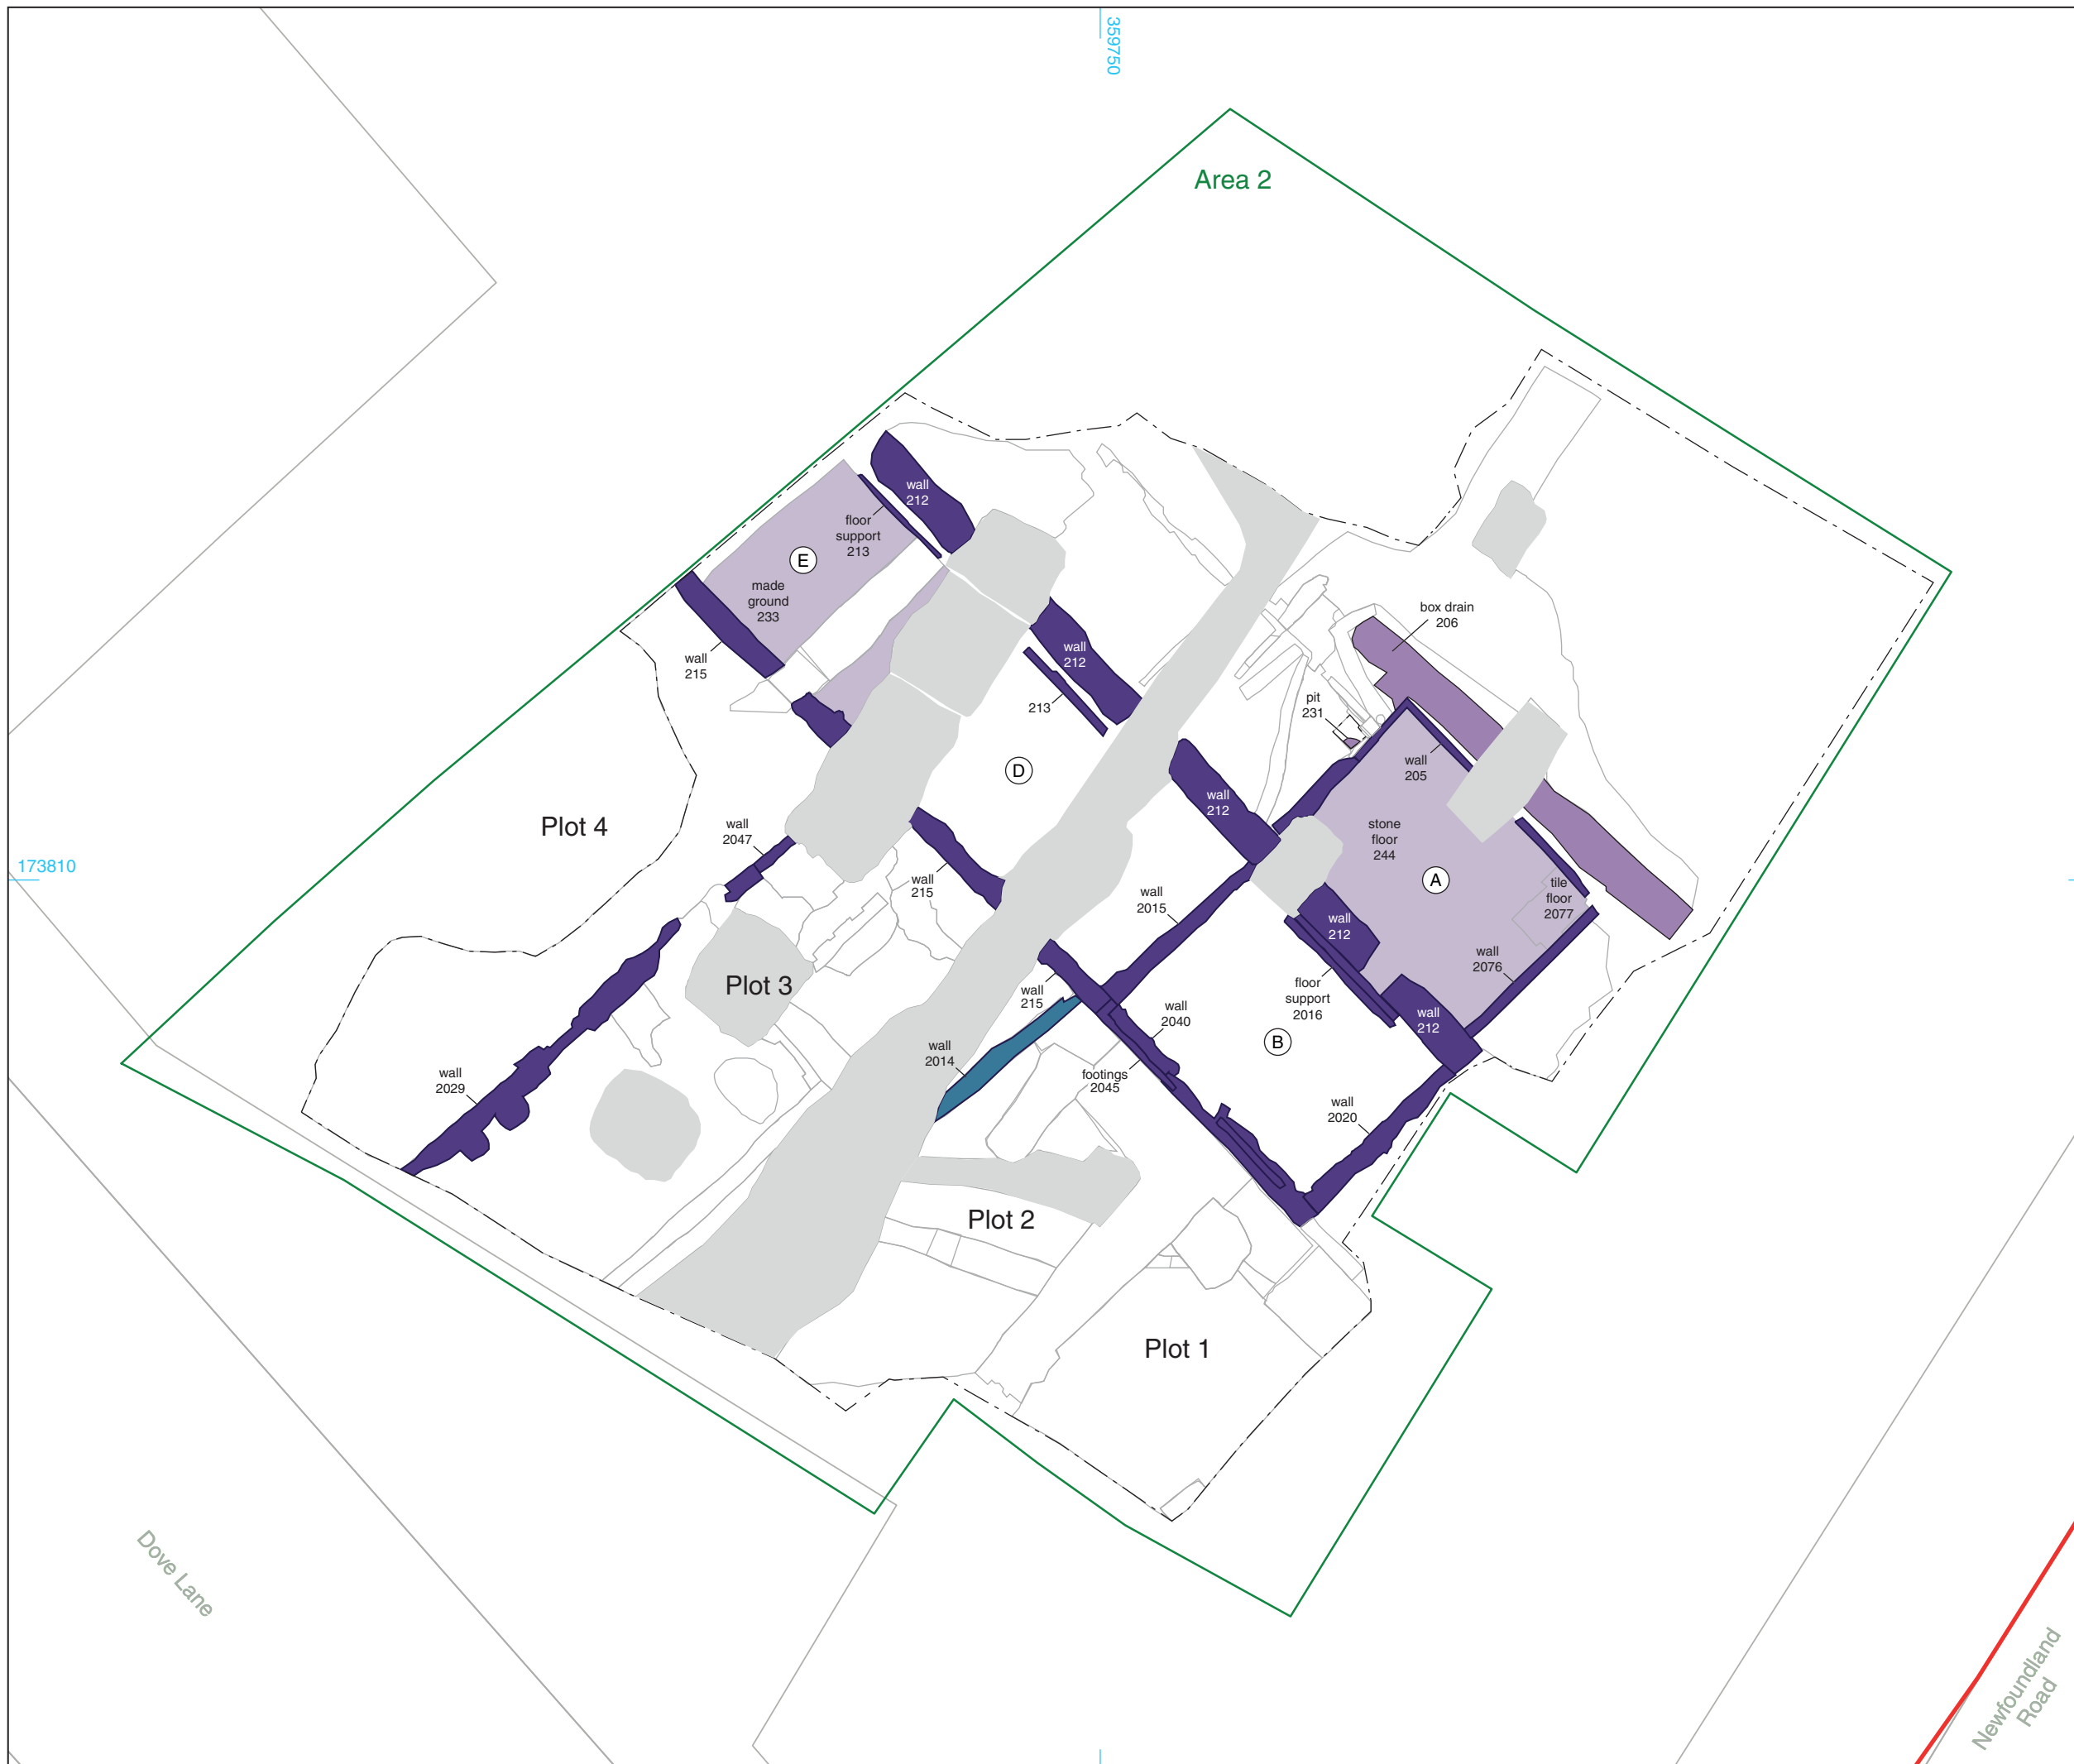 359750
Area 2
wall
212
floor
support
213
E
made
ground
233
box drain
206
wall
215
wall
212
213
pit
231
wall
205
D
wall
212
Plot 4
wall
2047
stone
floor
244
173810
A
wall
215
tile
floor
2077
wall
2015
wall
212
wall
2076
Plot 3
wall
215
floor
support
2016
wall
2040
wall
212
B
wall
2014
footings
2045
wall
2029
wall
2020
Plot 2
Plot 1
Dove Lane
Newfoundland
Road